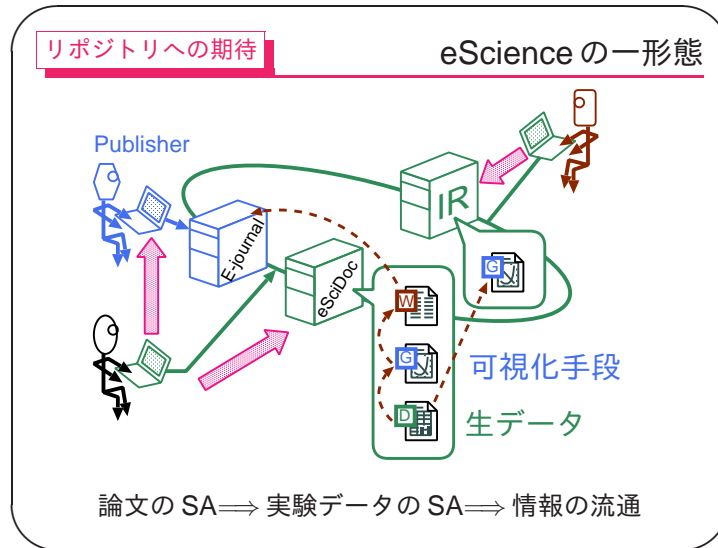 リポジトリへの期待
eScience の一形態
Publisher
IR
E-journal
eSciDoc
G
W
G
可視化手段
D
生データ
論文の SA⟹ 実験データの SA⟹ 情報の流通